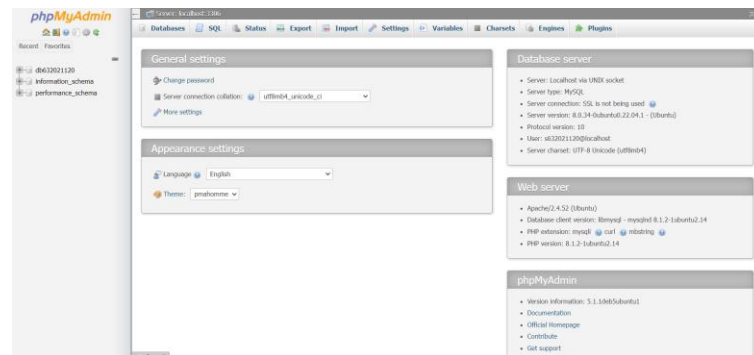 phpMyAdmin
Recent Favorites
db632021120
information_schema
performance_schema
Server: localhost:3306
Databases SQL Status Export Import Settings Variables Charsets Engines Plugins
General settings
Change password
Server connection collation: utf8mb4_unicode_ci
More settings
Appearance settings
Language English
Theme: pmahomme
Database server
Server: Localhost via UNIX socket
Server type: MySQL
Server connection: SSL is not being used
Server version: 8.0.34-0ubuntu0.22.04.1 - (Ubuntu)
Protocol version: 10
User: s632021120@localhost
Server charset: UTF-8 Unicode (utf8mb4)
Web server
Apache/2.4.52 (Ubuntu)
Database client version: libmysql - mysqlnd 8.1.2-1ubuntu2.14
PHP extension: mysqli curl mbstring
PHP version: 8.1.2-1ubuntu2.14
phpMyAdmin
Version information: 5.1.1deb5ubuntu1
Documentation
Official Homepage
Contribute
Get support